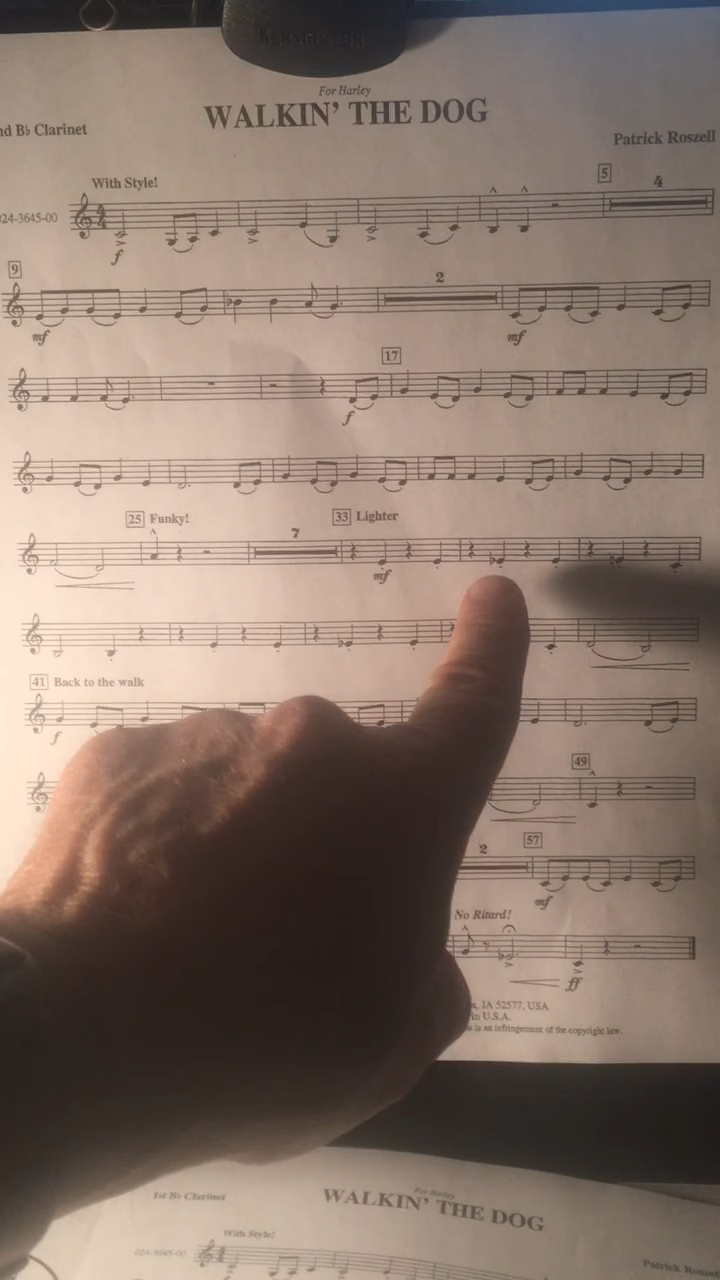 For Harley
WALKIN' THE DOG
nd B♭ Clarinet
Patrick Roszell
With Style!
5
4
024-3645-00
f
9
2
mf
mf
17
f
25 Funky!
33 Lighter
7
mf
41 Back to the walk
f
49
2
57
mf
No Ritard!
ff
, IA 52577, USA
in U.S.A.
is an infringement of the copyright law.
For Harley
1st B♭ Clarinet
WALKIN' THE DOG
With Style!
024-3645-00
Patrick Rosze